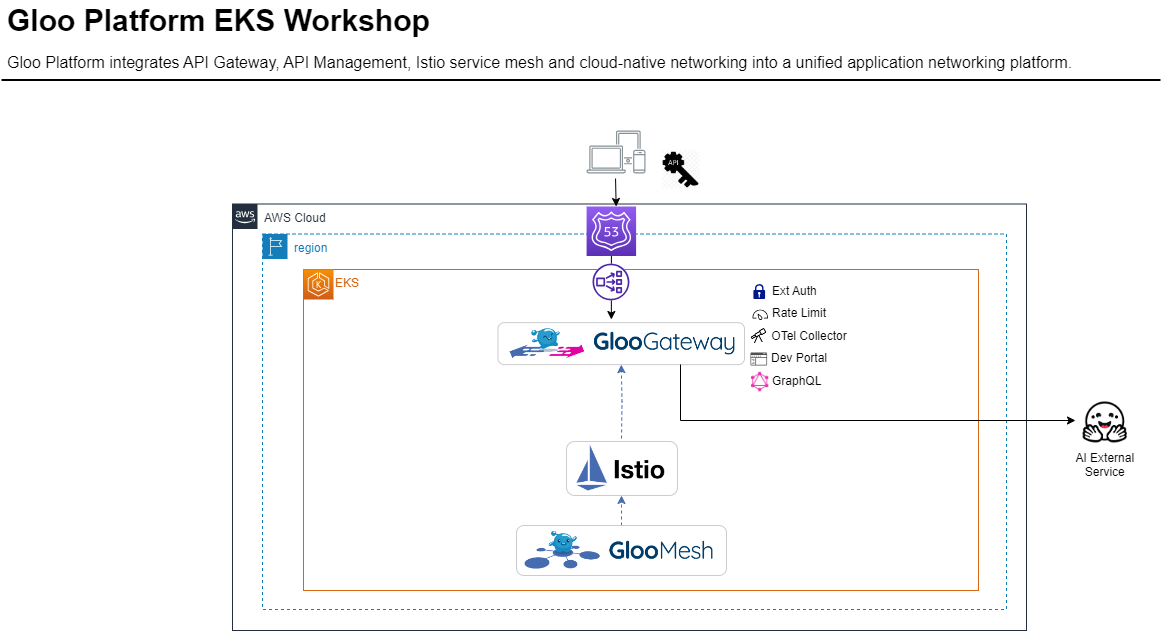 Gloo Platform EKS Workshop
Gloo Platform integrates API Gateway, API Management, Istio service mesh and cloud-native networking into a unified application networking platform.
API
aws
AWS Cloud
53
region
K
EKS
Ext Auth
Rate Limit
GlooGateway
OTel Collector
Dev Portal
GraphQL
AI External
Service
Istio
GlooMesh